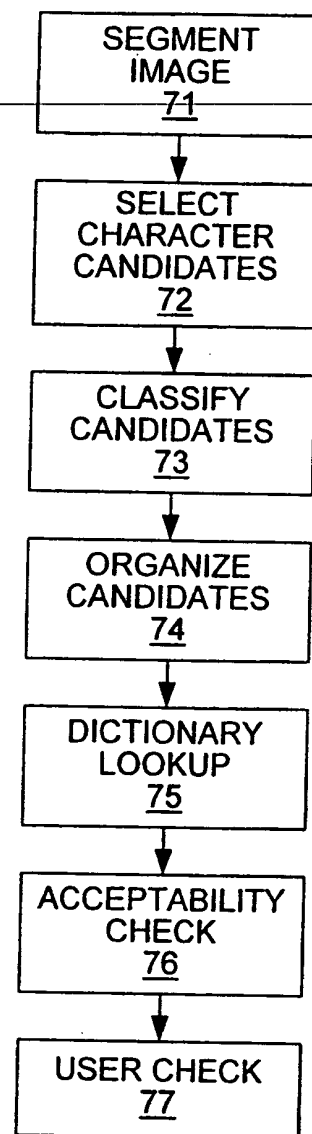 SEGMENT
IMAGE
71
SELECT
CHARACTER
CANDIDATES
72
CLASSIFY
CANDIDATES
73
ORGANIZE
CANDIDATES
74
DICTIONARY
LOOKUP
75
ACCEPTABILITY
CHECK
76
USER CHECK
77